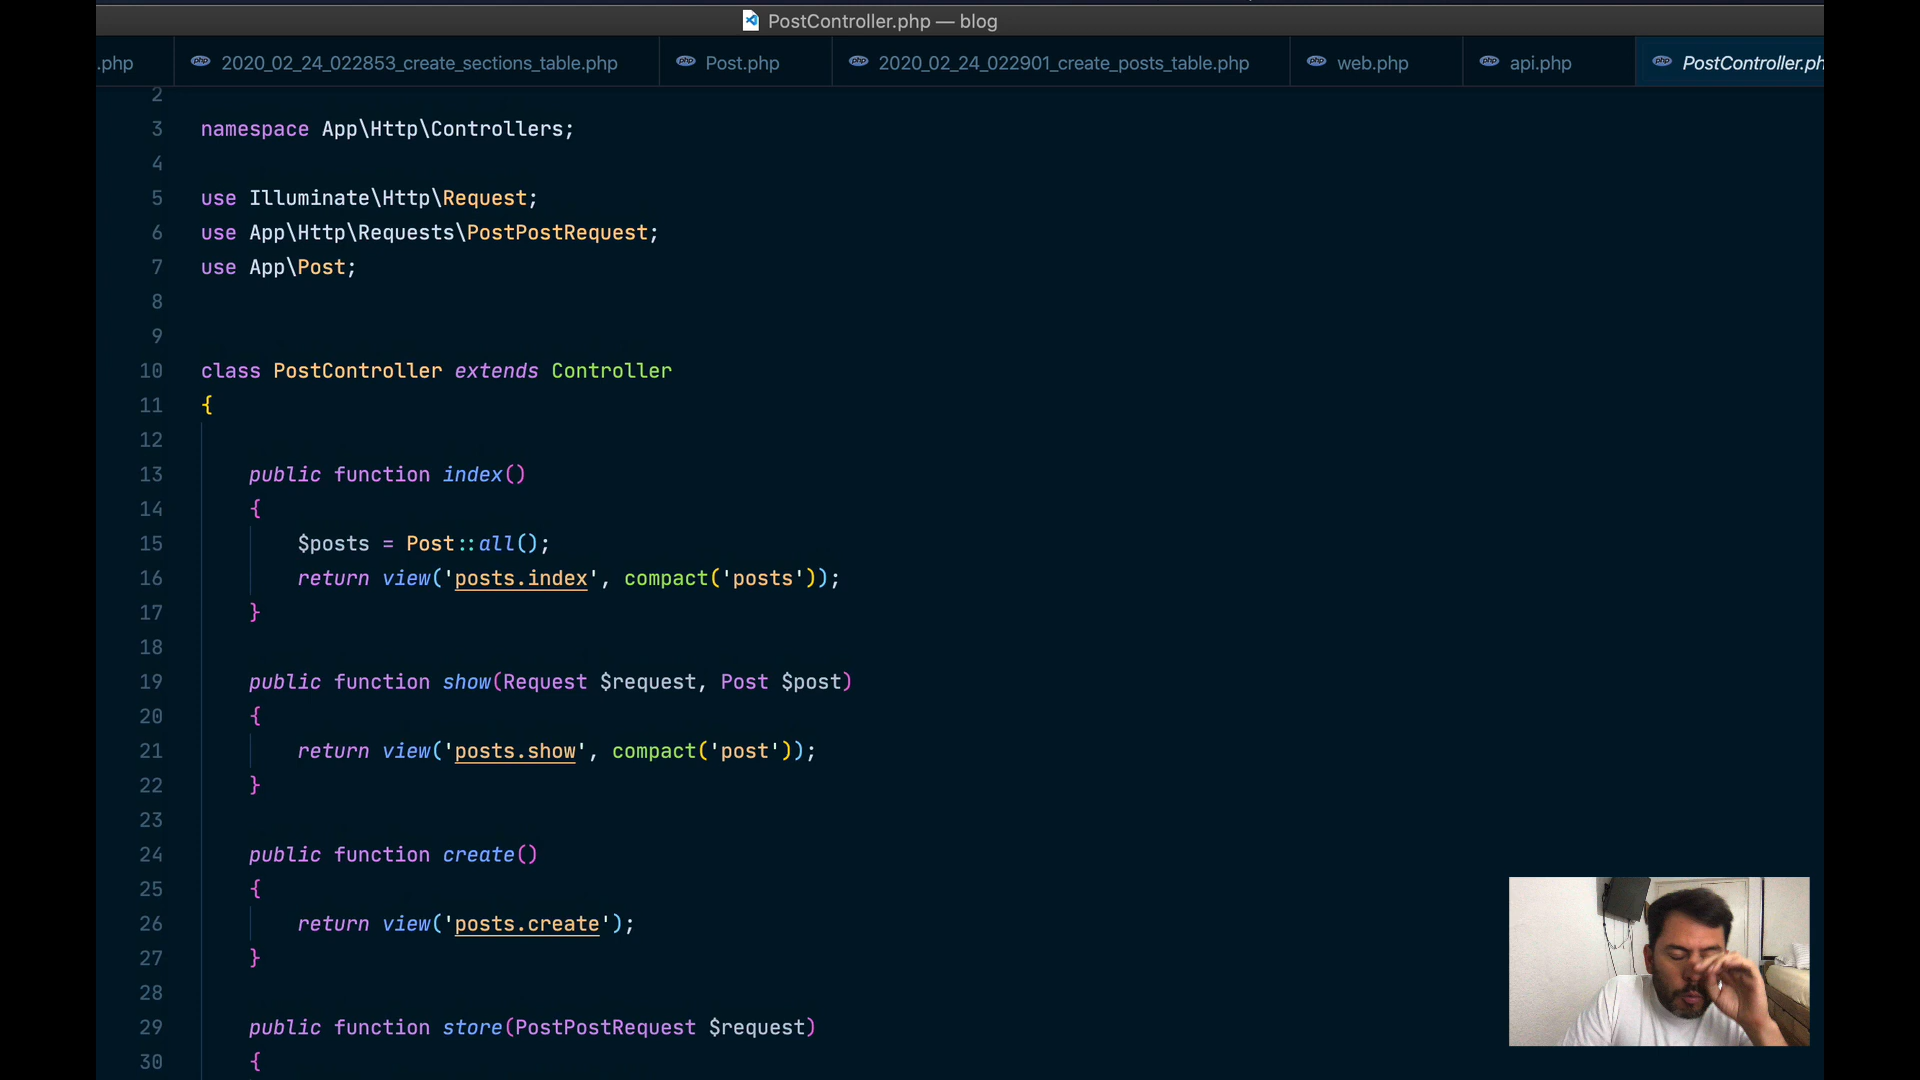 PostController.php — blog
.php
2020_02_24_022853_create_sections_table.php
Post.php
2020_02_24_022901_create_posts_table.php
web.php
api.php
PostController.ph
2
3 namespace App\Http\Controllers;
4
5 use Illuminate\Http\Request;
6 use App\Http\Requests\PostPostRequest;
7 use App\Post;
8
9
10 class PostController extends Controller
11 {
12
13 public function index()
14 {
15 $posts = Post::all();
16 return view('posts.index', compact('posts'));
17 }
18
19 public function show(Request $request, Post $post)
20 {
21 return view('posts.show', compact('post'));
22 }
23
24 public function create()
25 {
26 return view('posts.create');
27 }
28
29 public function store(PostPostRequest $request)
30 {